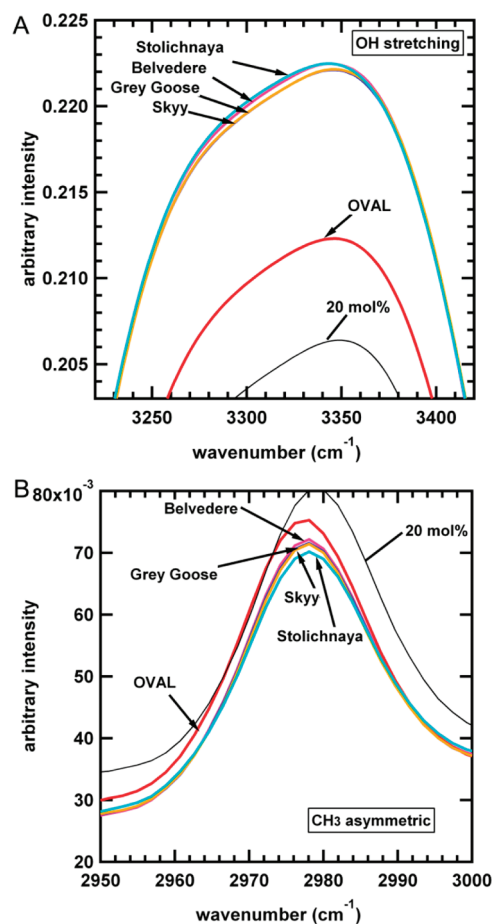 A
0.225
0.220
0.215
0.210
0.205
arbitrary intensity
OH stretching
Stolichnaya
Belvedere
Grey Goose
Skyy
OVAL
20 mol%
3250
3300
3350
3400
wavenumber (cm⁻¹)
B
80x10⁻³
70
60
50
40
30
20
arbitrary intensity
Belvedere
20 mol%
Grey Goose
Skyy
Stolichnaya
OVAL
CH3 asymmetric
2950
2960
2970
2980
2990
3000
wavenumber (cm⁻¹)